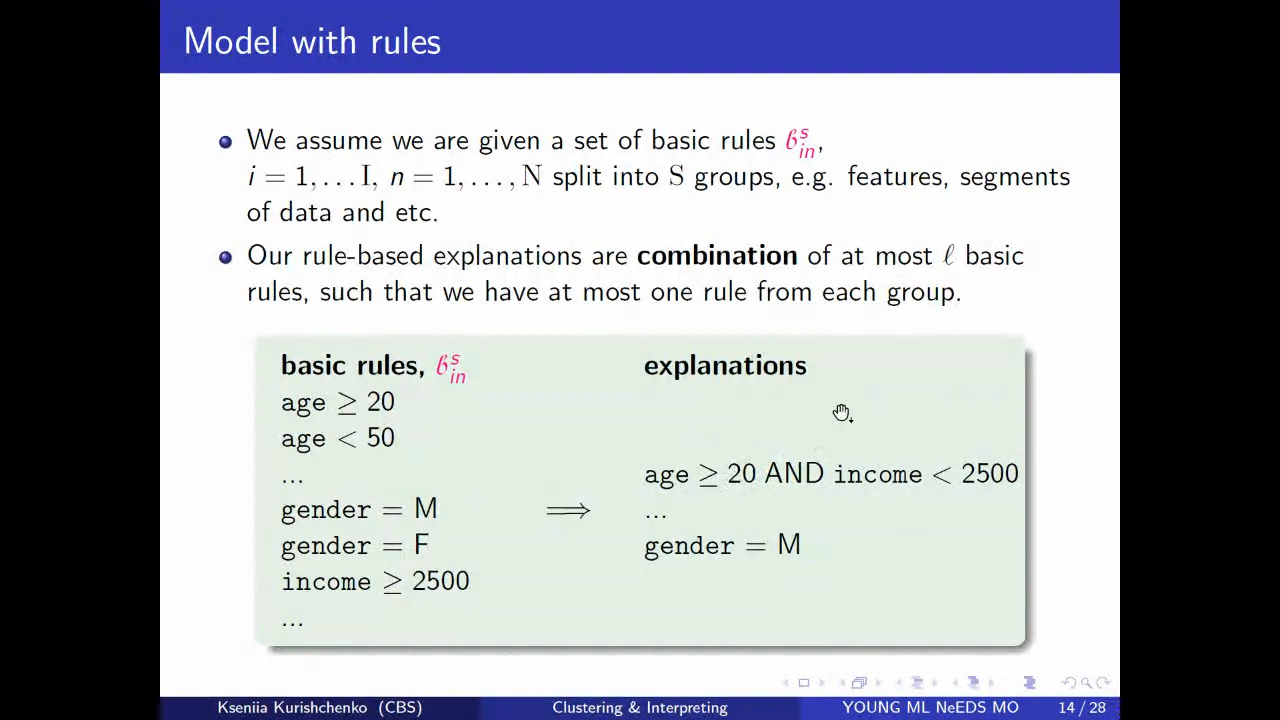 Model with rules
We assume we are given a set of basic rules ℬˢᵢₙ,
i = 1, . . . I, n = 1, . . . , N split into S groups, e.g. features, segments
of data and etc.
Our rule-based explanations are combination of at most ℓ basic
rules, such that we have at most one rule from each group.
basic rules, ℬˢᵢₙ
age ≥ 20
age < 50
...
gender = M
gender = F
income ≥ 2500
...
⟹
explanations
age ≥ 20 AND income < 2500
...
gender = M
Kseniia Kurishchenko (CBS) Clustering & Interpreting YOUNG ML NeEDS MO 14 / 28